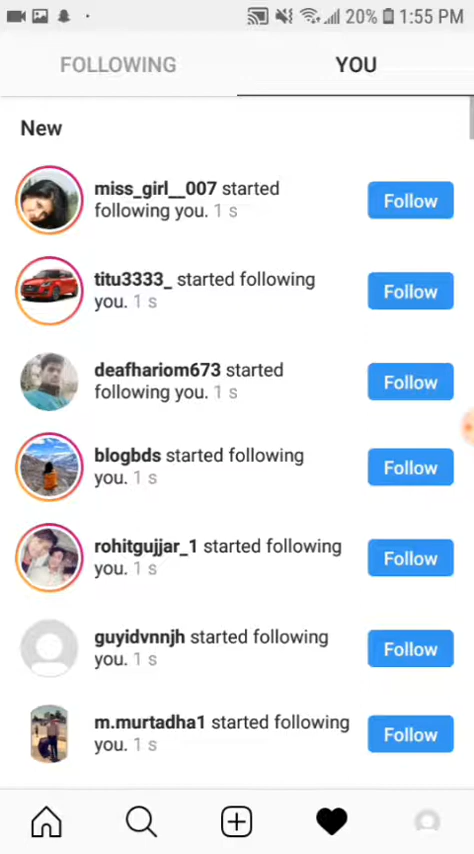 20% 1:55 PM
FOLLOWING YOU
New
miss_girl__007 started
following you. 1 s
Follow
titu3333_ started following
you. 1 s
Follow
deafhariom673 started
following you. 1 s
Follow
blogbds started following
you. 1 s
Follow
rohitgujjar_1 started following
you. 1 s
Follow
guyidvnnjh started following
you. 1 s
Follow
m.murtadha1 started following
you. 1 s
Follow